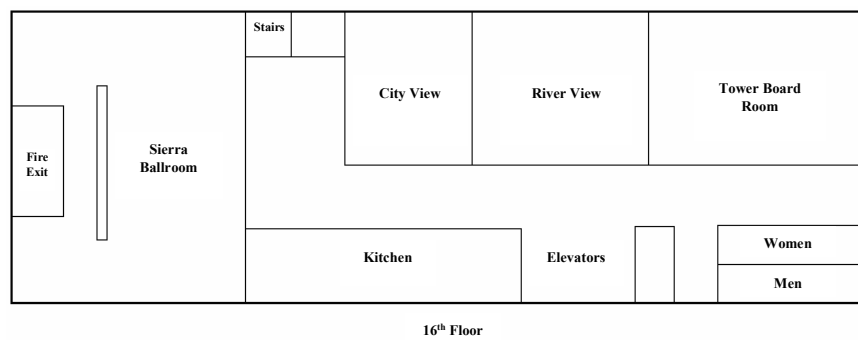 Stairs
City View
River View
Tower Board
Room
Fire
Exit
Sierra
Ballroom
Kitchen
Elevators
Women
Men
16th Floor